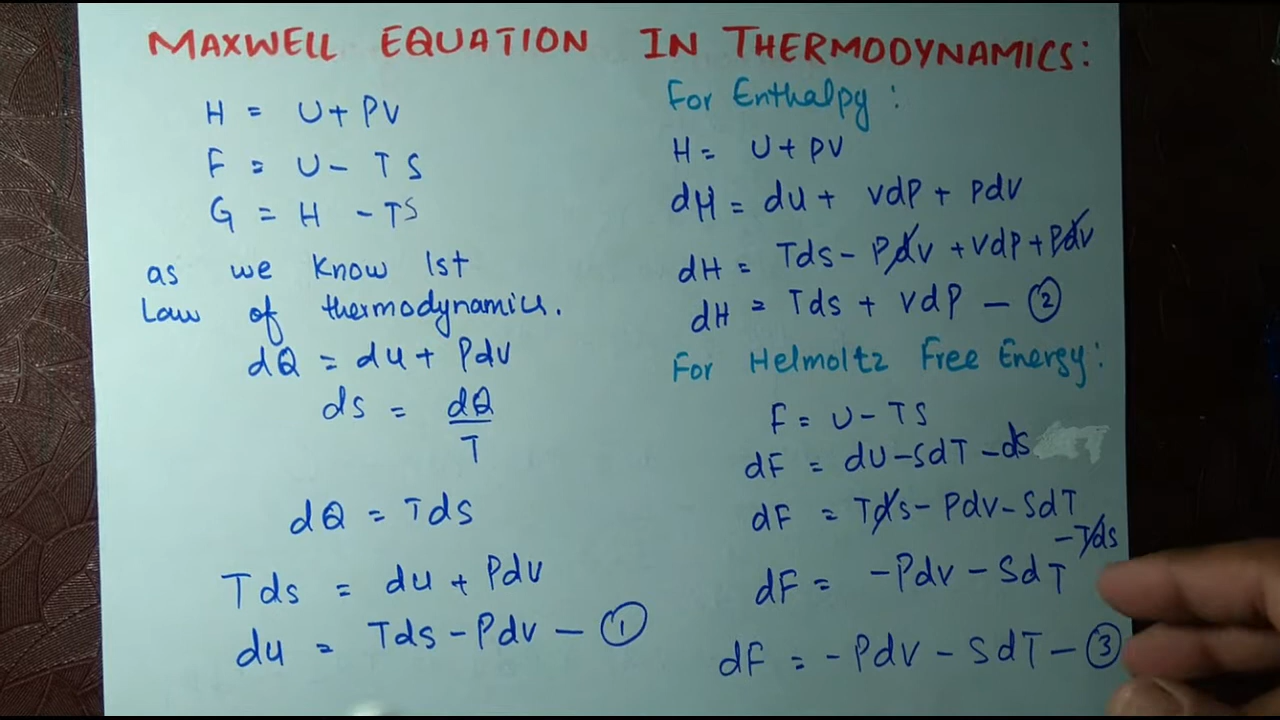 MAXWELL EQUATION IN THERMODYNAMICS:
H = U + PV
F = U - TS
G = H - TS
as we know 1st
Law of thermodynamics.
dQ = du + Pdv
ds = dQ/T
dQ = Tds
Tds = du + Pdv
du = Tds - Pdv - ①
For Enthalpy:
H = U + PV
dH = du + vdP + pdv
dH = Tds - Pdv + vdP + Pdv
dH = Tds + vdP - ②
For Helmoltz Free Energy:
F = U - TS
dF = dU - SdT - ds
dF = Tds - Pdv - SdT
- Tds
dF = -Pdv - SdT
dF = -Pdv - SdT - ③